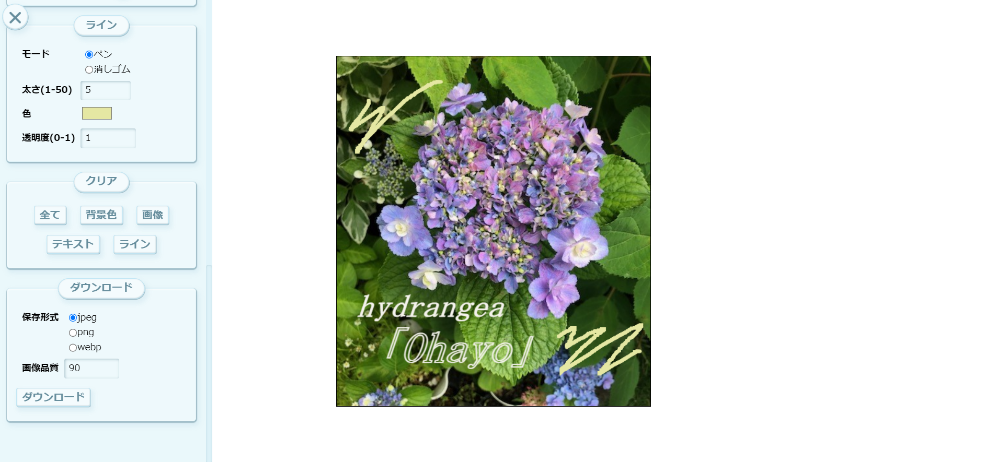 ライン
モード
ペン
消しゴム
太さ(1-50)
5
色
透明度(0-1)
1
クリア
全て
背景色
画像
テキスト
ライン
ダウンロード
保存形式
jpeg
png
webp
画像品質
90
ダウンロード
hydrangea
「Ohayo」